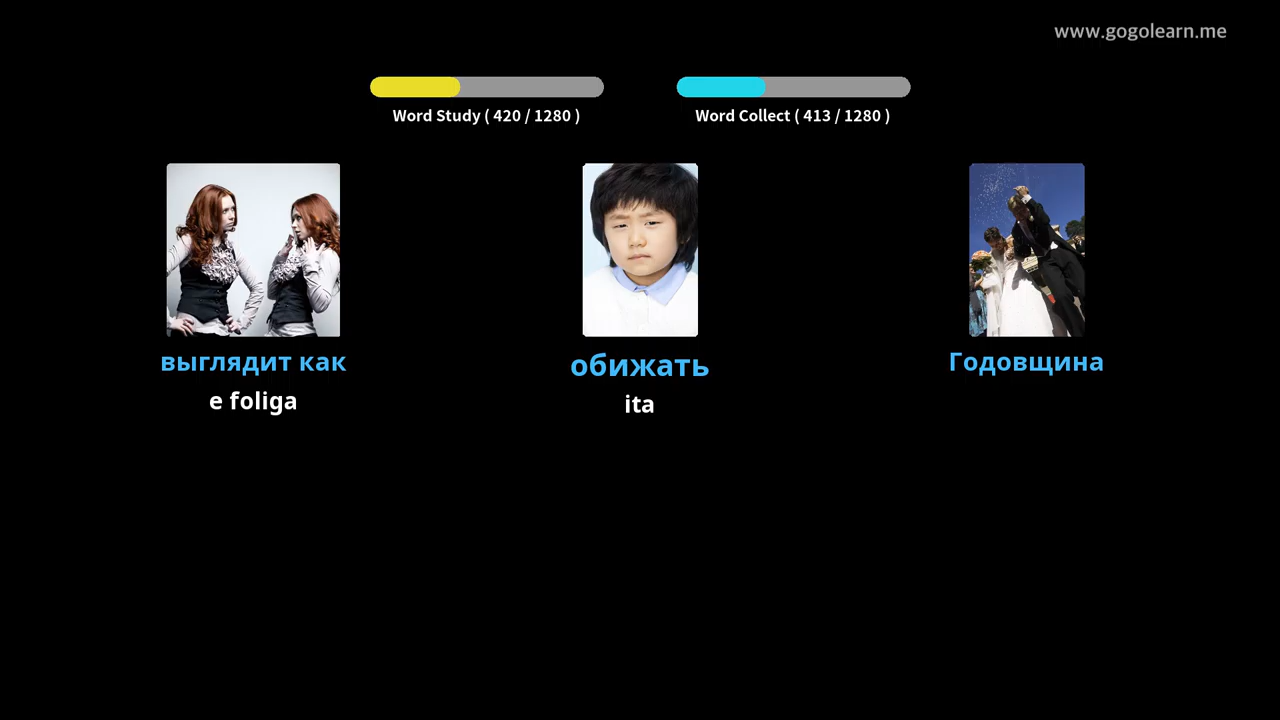 www.gogolearn.me
Word Study ( 420 / 1280 )
Word Collect ( 413 / 1280 )
выглядит как
обижать
Годовщина
e foliga
ita